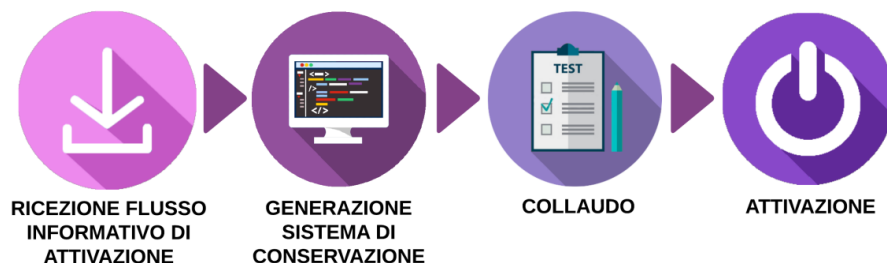 TEST
RICEZIONE FLUSSO
INFORMATIVO DI
ATTIVAZIONE
GENERAZIONE
SISTEMA DI
CONSERVAZIONE
COLLAUDO
ATTIVAZIONE